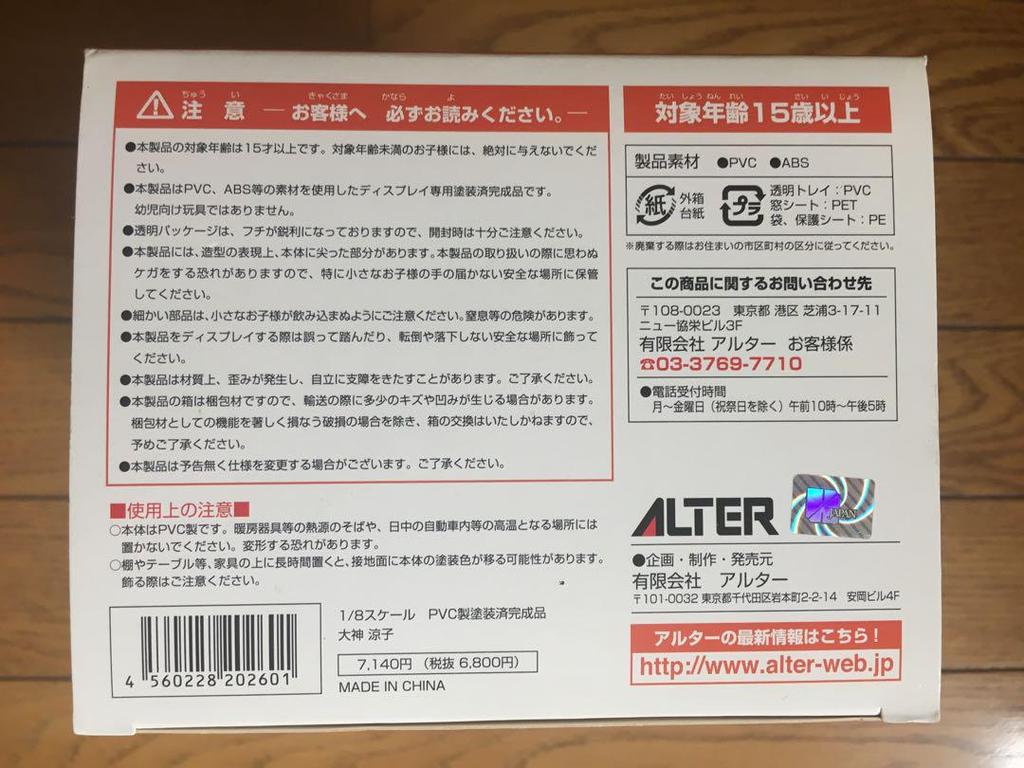 ちゅう い きゃくさま かなら よ
⚠注 意 ― お客様へ 必ずお読みください。―
●本製品の対象年齢は15才以上です。対象年齢未満のお子様には、絶対に与えないでくだ
さい。
●本製品はPVC、ABS等の素材を使用したディスプレイ専用塗装済完成品です。
幼児向け玩具ではありません。
●透明パッケージは、フチが鋭利になっておりますので、開封時は十分ご注意ください。
●本製品には、造型の表現上、本体に尖った部分があります。本製品の取り扱いの際に思わぬ
ケガをする恐れがありますので、特に小さなお子様の手の届かない安全な場所に保管
してください。
●細かい部品は、小さなお子様が飲み込まぬようにご注意ください。窒息等の危険があります。
●本製品をディスプレイする際は誤って踏んだり、転倒や落下しない安全な場所に飾って
ください。
●本製品は材質上、歪みが発生し、自立に支障をきたすことがあります。ご了承ください。
●本製品の箱は梱包材ですので、輸送の際に多少のキズや凹みが生じる場合があります。
梱包材としての機能を著しく損なう破損の場合を除き、箱の交換はいたしかねますので、
予めご了承ください。
●本製品は予告無く仕様を変更する場合がございます。ご了承ください。
■使用上の注意■
○本体はPVC製です。暖房器具等の熱源のそばや、日中の自動車内等の高温となる場所には
置かないでください。変形する恐れがあります。
○棚やテーブル等、家具の上に長時間置くと、接地面に本体の塗装色が移る可能性があります。
飾る際はご注意ください。
4 560228 202601
1/8スケール PVC製塗装済完成品
大神 涼子
7,140円 (税抜 6,800円)
MADE IN CHINA
たいしょうねんれい さいいじょう
対象年齢15歳以上
製品素材 ●PVC ●ABS
紙 外箱
台紙
プラ 透明トレイ:PVC
窓シート:PET
袋、保護シート:PE
※廃棄する際はお住まいの市区町村の区分に従ってください。
この商品に関するお問い合わせ先
〒108-0023 東京都 港区 芝浦3-17-11
ニュー協栄ビル3F
有限会社 アルター お客様係
☎03-3769-7710
●電話受付時間
月~金曜日(祝祭日を除く)午前10時~午後5時
ALTER
JAPAN
●企画・制作・発売元
有限会社 アルター
〒101-0032 東京都千代田区岩本町2-2-14 安岡ビル4F
アルターの最新情報はこちら!
http://www.alter-web.jp